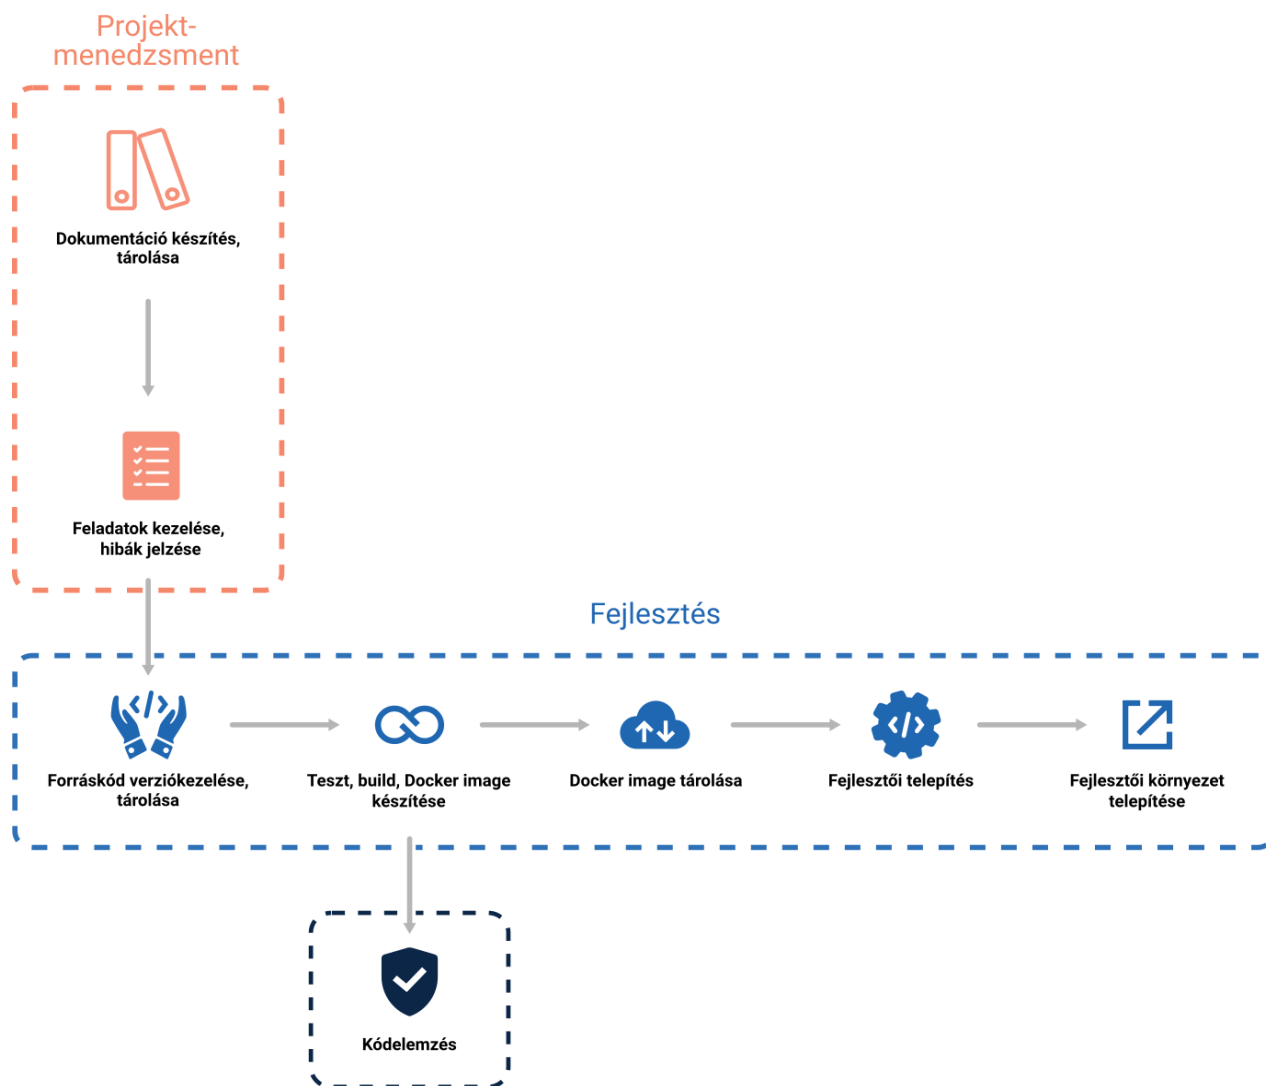 Projekt-
menedzsment
Dokumentáció készítés,
tárolása
Feladatok kezelése,
hibák jelzése
Fejlesztés
Forráskód verziókezelése,
tárolása
Teszt, build, Docker image
készítése
Docker image tárolása
Fejlesztői telepítés
Fejlesztői környezet
telepítése
Kódelemzés